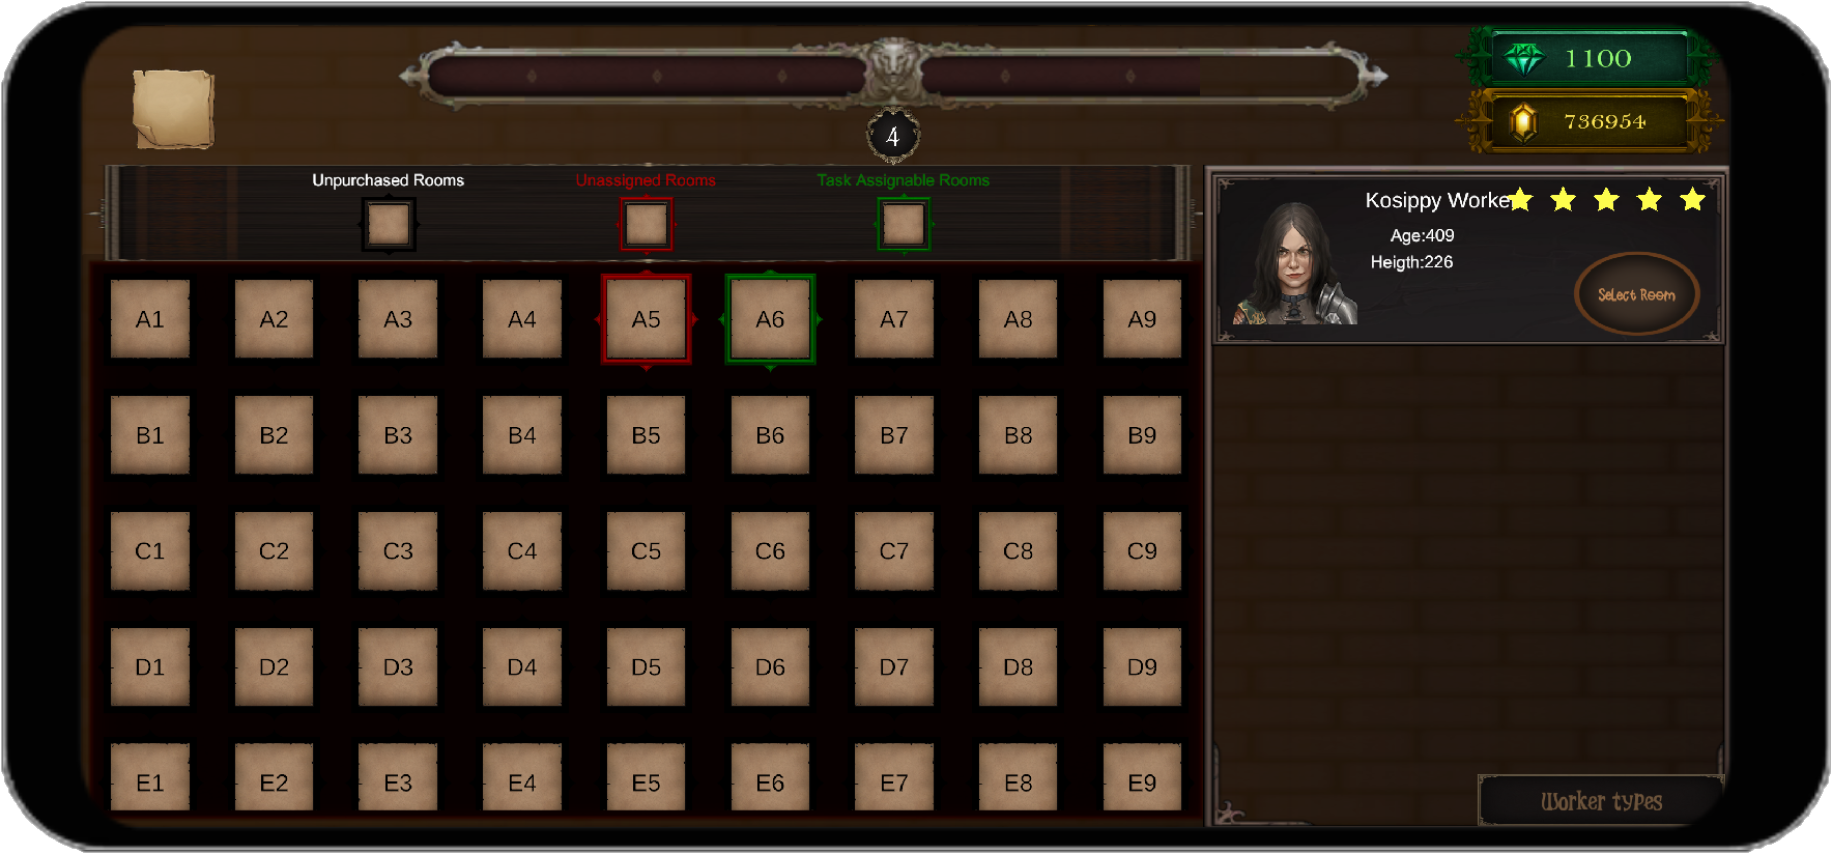 1100
736954
4
Unpurchased Rooms
Unassigned Rooms
Task Assignable Rooms
A1 A2 A3 A4 A5 A6 A7 A8 A9
B1 B2 B3 B4 B5 B6 B7 B8 B9
C1 C2 C3 C4 C5 C6 C7 C8 C9
D1 D2 D3 D4 D5 D6 D7 D8 D9
E1 E2 E3 E4 E5 E6 E7 E8 E9
Kosippy Worke
Age:409
Heigth:226
Select Room
Worker types